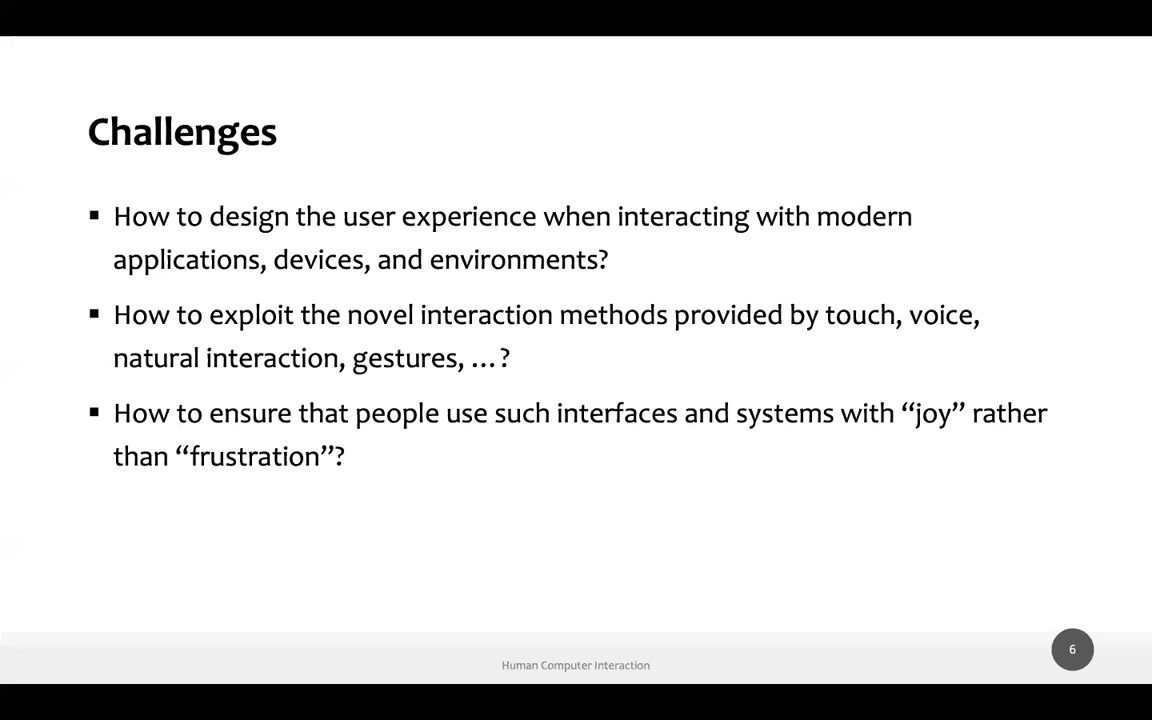 Challenges
▪ How to design the user experience when interacting with modern
applications, devices, and environments?
▪ How to exploit the novel interaction methods provided by touch, voice,
natural interaction, gestures, …?
▪ How to ensure that people use such interfaces and systems with “joy” rather
than “frustration”?
Human Computer Interaction
6